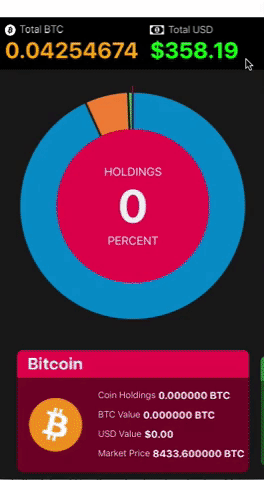 Total BTC
Total USD
0.04254674
$358.19
HOLDINGS
0
PERCENT
Bitcoin
Coin Holdings 0.000000 BTC
BTC Value 0.000000 BTC
USD Value $0.00
Market Price 8433.600000 BTC